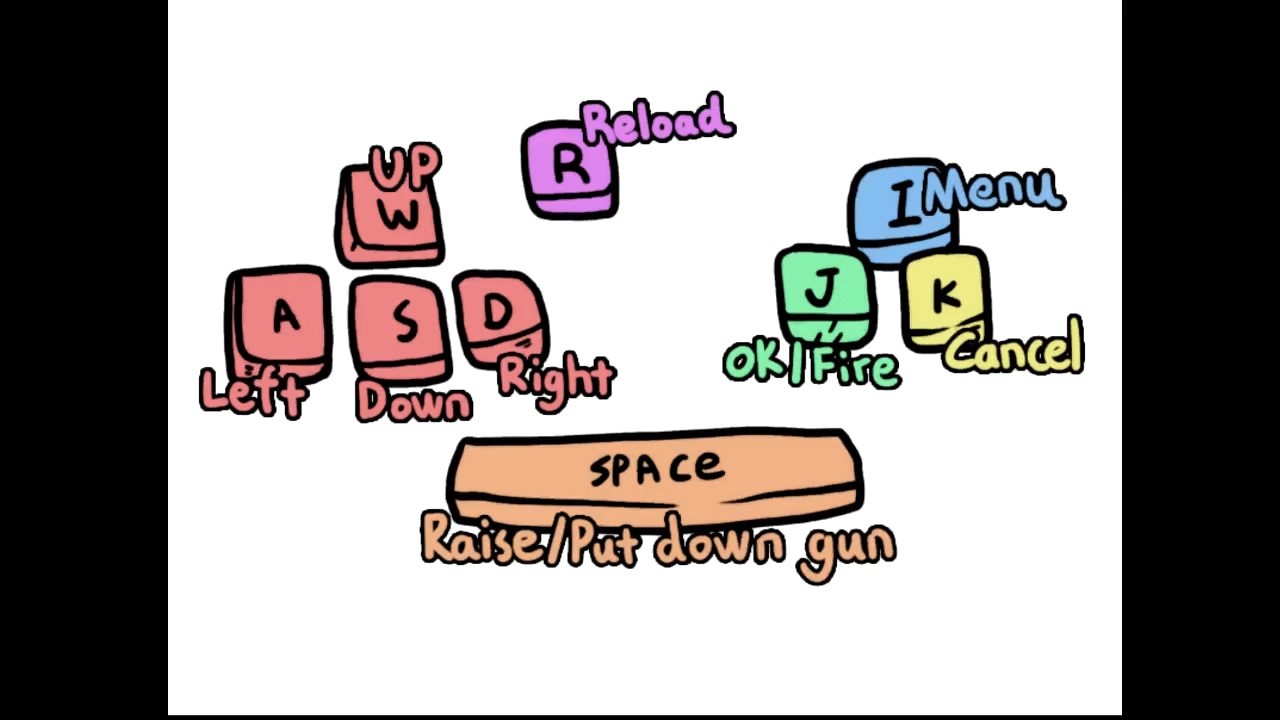 UP
W
R
Reload
I
Menu
A
Left
S
Down
D
Right
J
OK/Fire
K
Cancel
SPACe
Raise/Put down gun